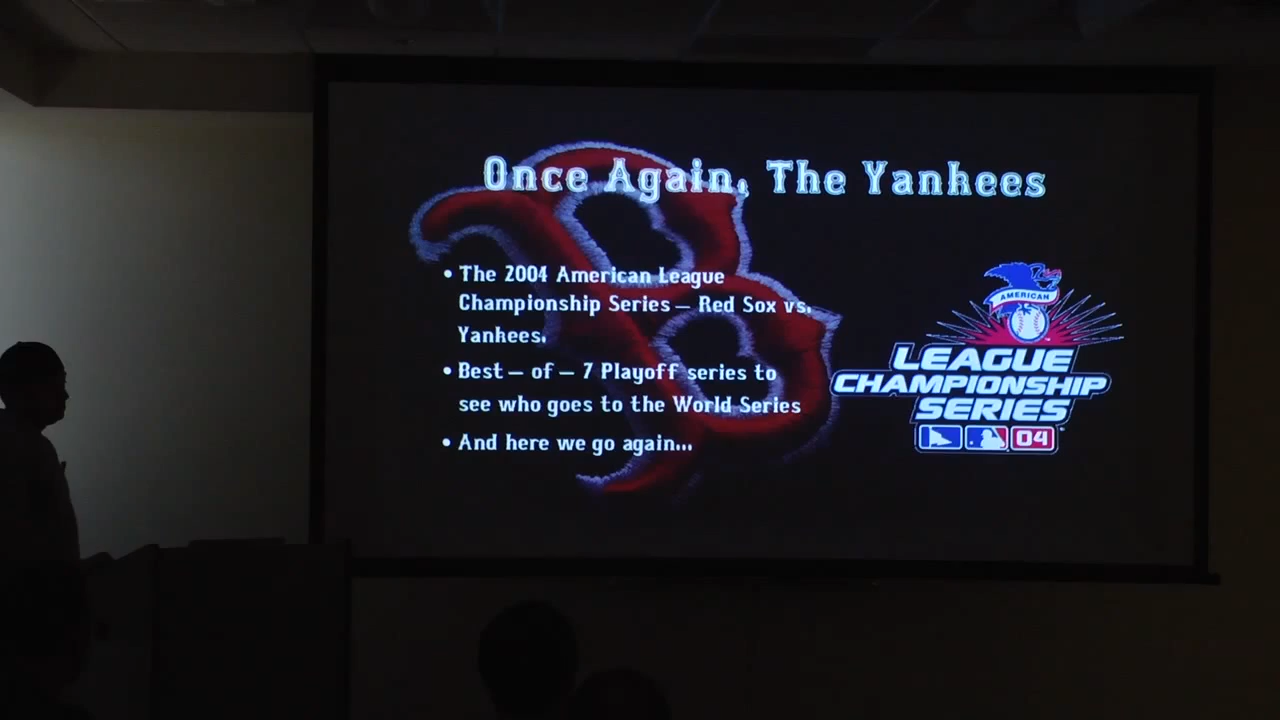 Once Again, The Yankees
• The 2004 American League
Championship Series – Red Sox vs.
Yankees.
• Best – of – 7 Playoff series to
see who goes to the World Series
• And here we go again...
AMERICAN
LEAGUE
CHAMPIONSHIP
SERIES
04